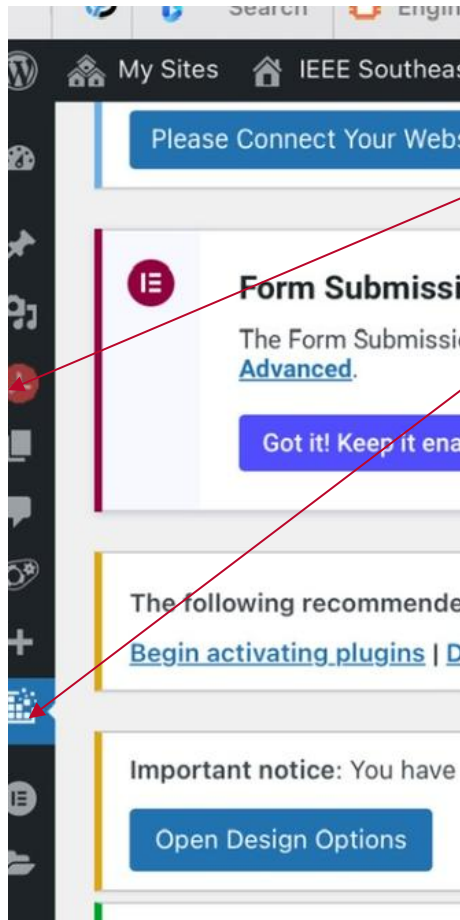 Search Engin
My Sites IEEE Southeas
Please Connect Your Webs
Form Submissi
The Form Submissi
Advanced.
Got it! Keep it ena
The following recommende
Begin activating plugins | D
Important notice: You have
Open Design Options